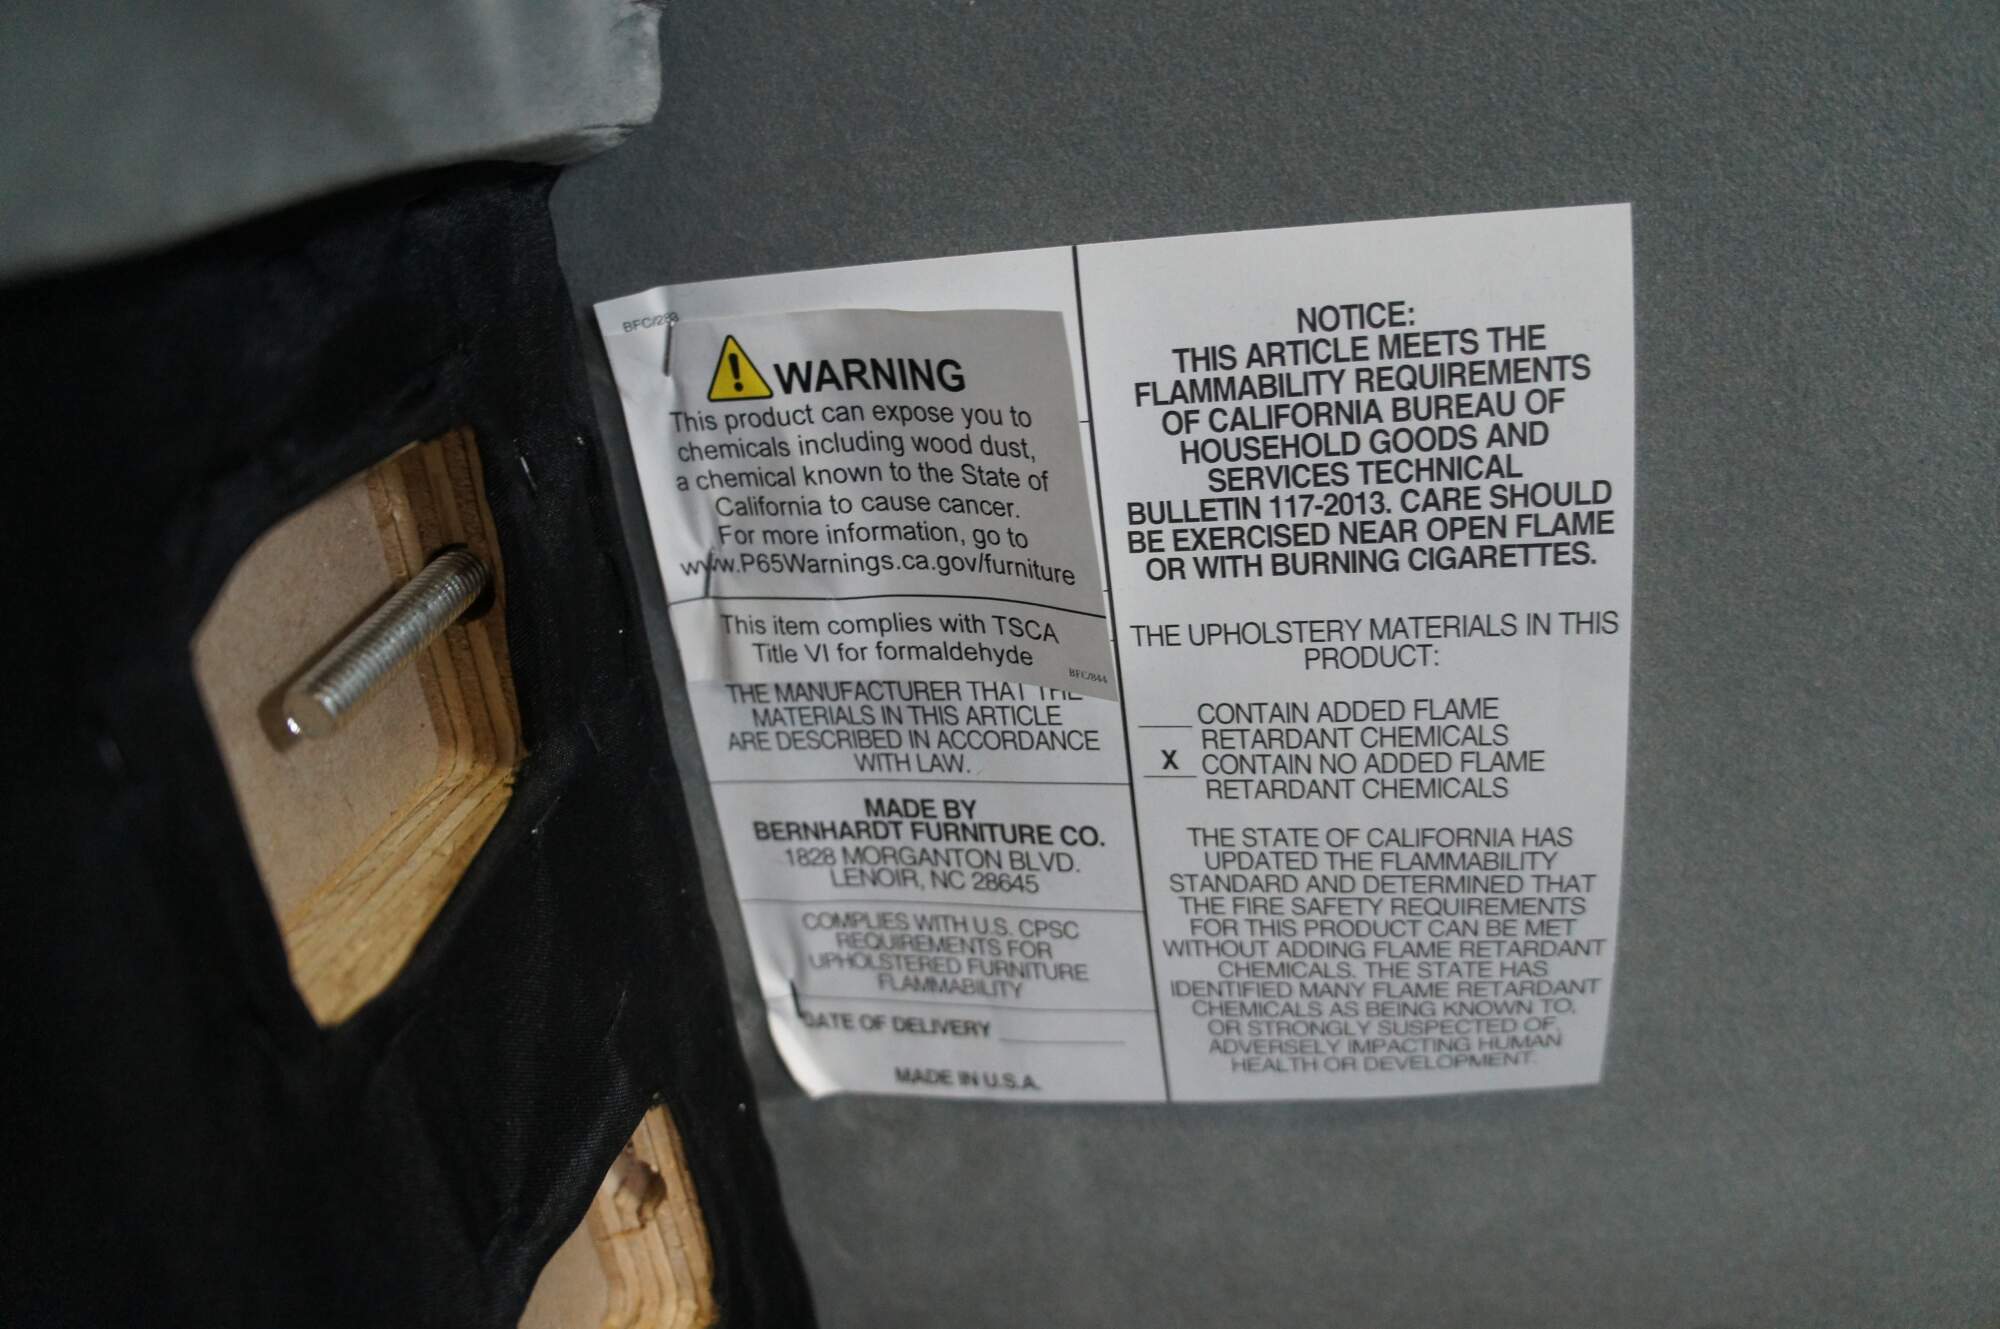 BFC/289
WARNING
This product can expose you to
chemicals including wood dust,
a chemical known to the State of
California to cause cancer.
For more information, go to
www.P65Warnings.ca.gov/furniture
This item complies with TSCA
Title VI for formaldehyde
BFC/844
THE MANUFACTURER THAT THE
MATERIALS IN THIS ARTICLE
ARE DESCRIBED IN ACCORDANCE
WITH LAW.
MADE BY
BERNHARDT FURNITURE CO.
1828 MORGANTON BLVD.
LENOIR, NC 28645
COMPLIES WITH U.S. CPSC
REQUIREMENTS FOR
UPHOLSTERED FURNITURE
FLAMMABILITY
DATE OF DELIVERY
MADE IN U.S.A.
NOTICE:
THIS ARTICLE MEETS THE
FLAMMABILITY REQUIREMENTS
OF CALIFORNIA BUREAU OF
HOUSEHOLD GOODS AND
SERVICES TECHNICAL
BULLETIN 117-2013. CARE SHOULD
BE EXERCISED NEAR OPEN FLAME
OR WITH BURNING CIGARETTES.
THE UPHOLSTERY MATERIALS IN THIS
PRODUCT:
CONTAIN ADDED FLAME
RETARDANT CHEMICALS
X CONTAIN NO ADDED FLAME
RETARDANT CHEMICALS
THE STATE OF CALIFORNIA HAS
UPDATED THE FLAMMABILITY
STANDARD AND DETERMINED THAT
THE FIRE SAFETY REQUIREMENTS
FOR THIS PRODUCT CAN BE MET
WITHOUT ADDING FLAME RETARDANT
CHEMICALS. THE STATE HAS
IDENTIFIED MANY FLAME RETARDANT
CHEMICALS AS BEING KNOWN TO,
OR STRONGLY SUSPECTED OF,
ADVERSELY IMPACTING HUMAN
HEALTH OR DEVELOPMENT.